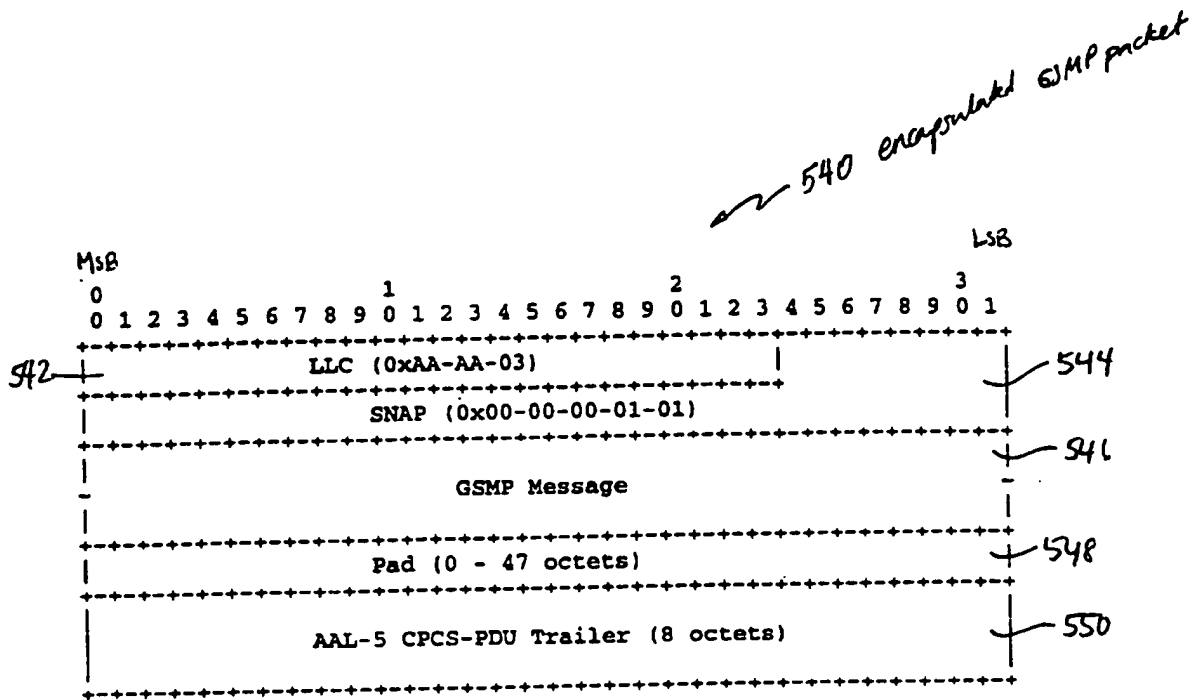 540 encapsulated GSMP packet
MSB LSB
0 1 2 3
0 1 2 3 4 5 6 7 8 9 0 1 2 3 4 5 6 7 8 9 0 1 2 3 4 5 6 7 8 9 0 1
542 LLC (0xAA-AA-03) 544
SNAP (0x00-00-00-01-01)
546
GSMP Message
Pad (0 - 47 octets) 548
AAL-5 CPCS-PDU Trailer (8 octets) 550